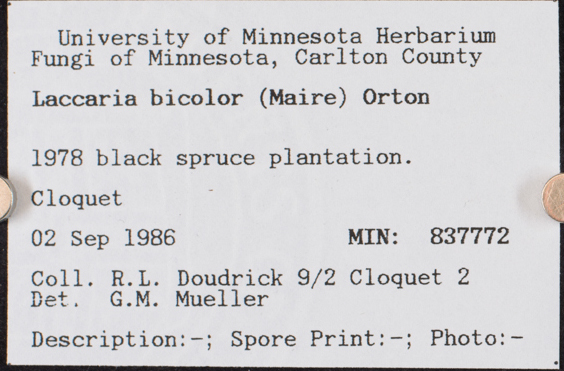 University of Minnesota Herbarium
Fungi of Minnesota, Carlton County
Laccaria bicolor (Maire) Orton
1978 black spruce plantation.
Cloquet
02 Sep 1986 MIN: 837772
Coll. R.L. Doudrick 9/2 Cloquet 2
Det. G.M. Mueller
Description:-; Spore Print:-; Photo:-